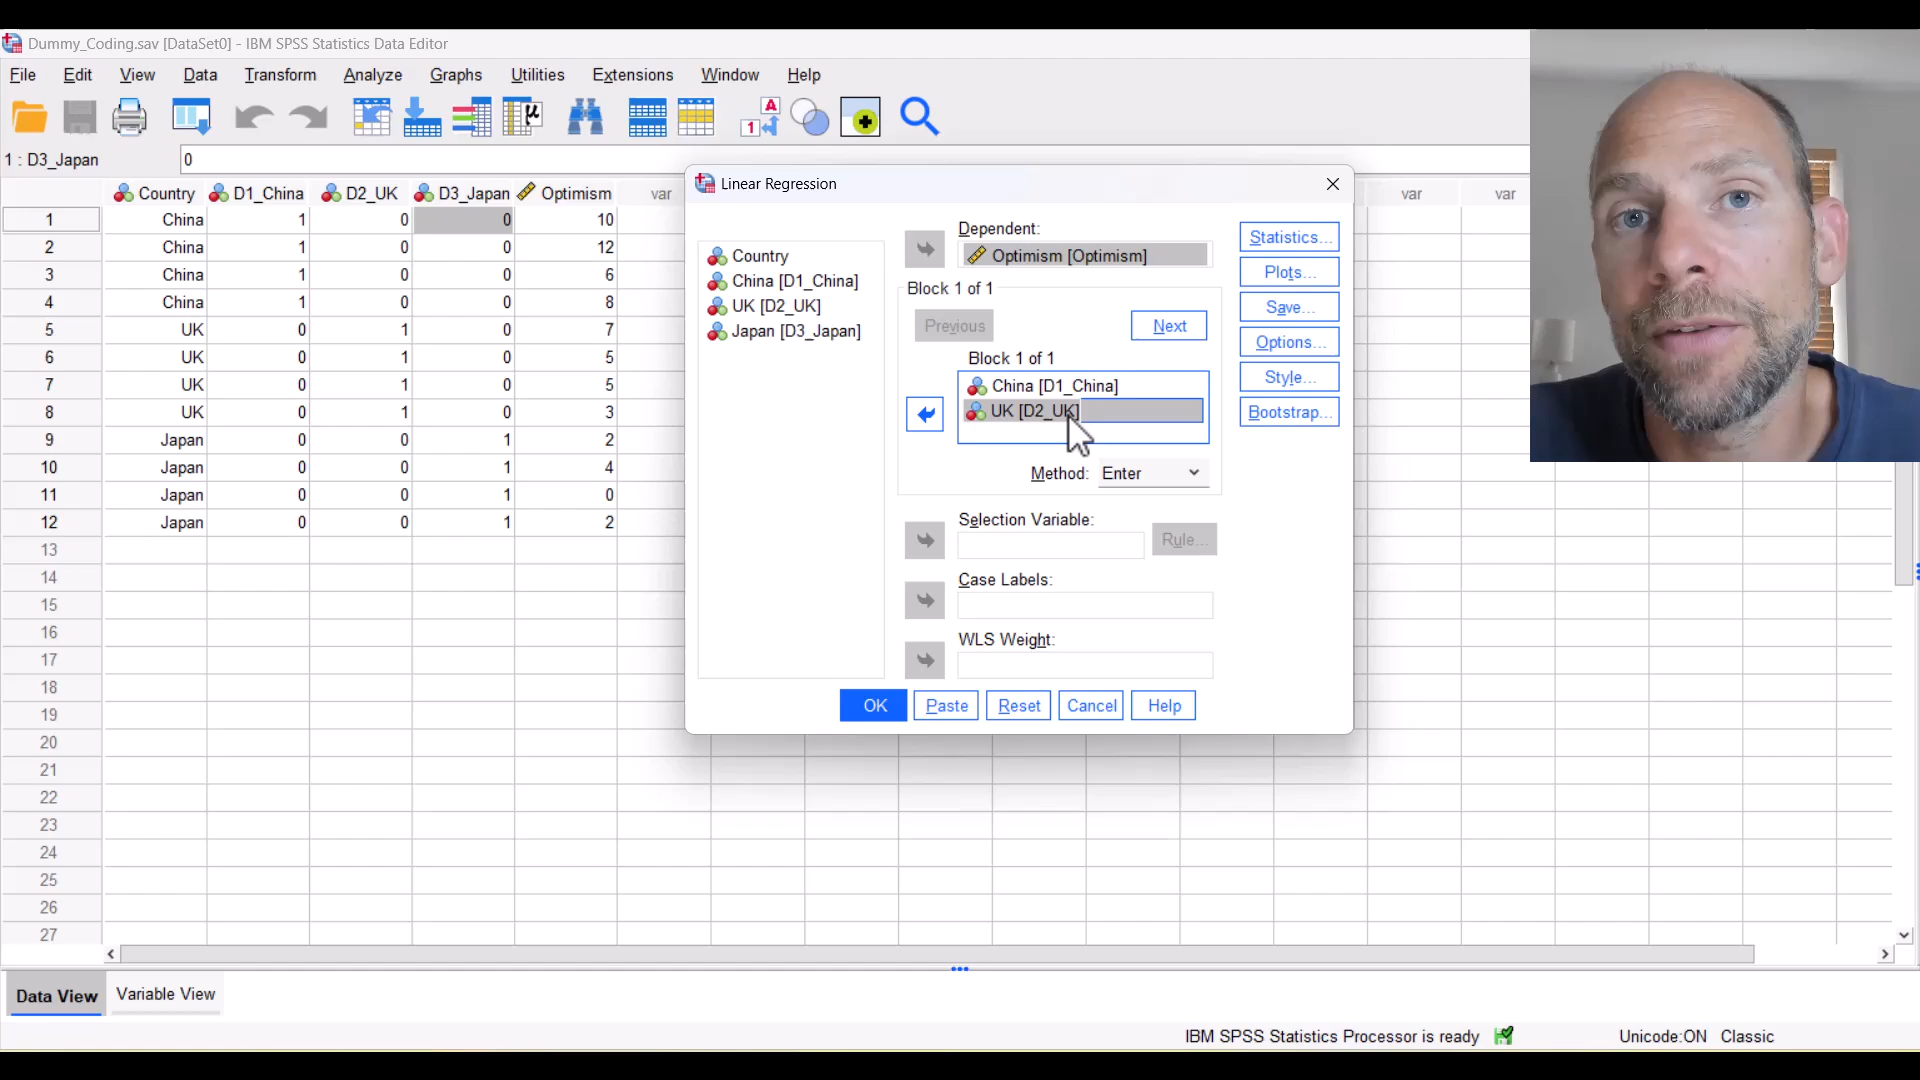 Dummy_Coding.sav [DataSet0] - IBM SPSS Statistics Data Editor
File Edit View Data Transform Analyze Graphs Utilities Extensions Window Help
A
1
μ
1 : D3_Japan 0
Country D1_China D2_UK D3_Japan Optimism var var var
1 China 1 0 0 10
2 China 1 0 0 12
3 China 1 0 0 6
4 China 1 0 0 8
5 UK 0 1 0 7
6 UK 0 1 0 5
7 UK 0 1 0 5
8 UK 0 1 0 3
9 Japan 0 0 1 2
10 Japan 0 0 1 4
11 Japan 0 0 1 0
12 Japan 0 0 1 2
13
14
15
16
17
18
19
20
21
22
23
24
25
26
27
Linear Regression
Country
China [D1_China]
UK [D2_UK]
Japan [D3_Japan]
Dependent:
Optimism [Optimism]
Block 1 of 1
Previous Next
Block 1 of 1
China [D1_China]
UK [D2_UK]
Method: Enter
Selection Variable:
Rule...
Case Labels:
WLS Weight:
Statistics...
Plots...
Save...
Options...
Style...
Bootstrap...
OK Paste Reset Cancel Help
Data View Variable View
IBM SPSS Statistics Processor is ready Unicode:ON Classic